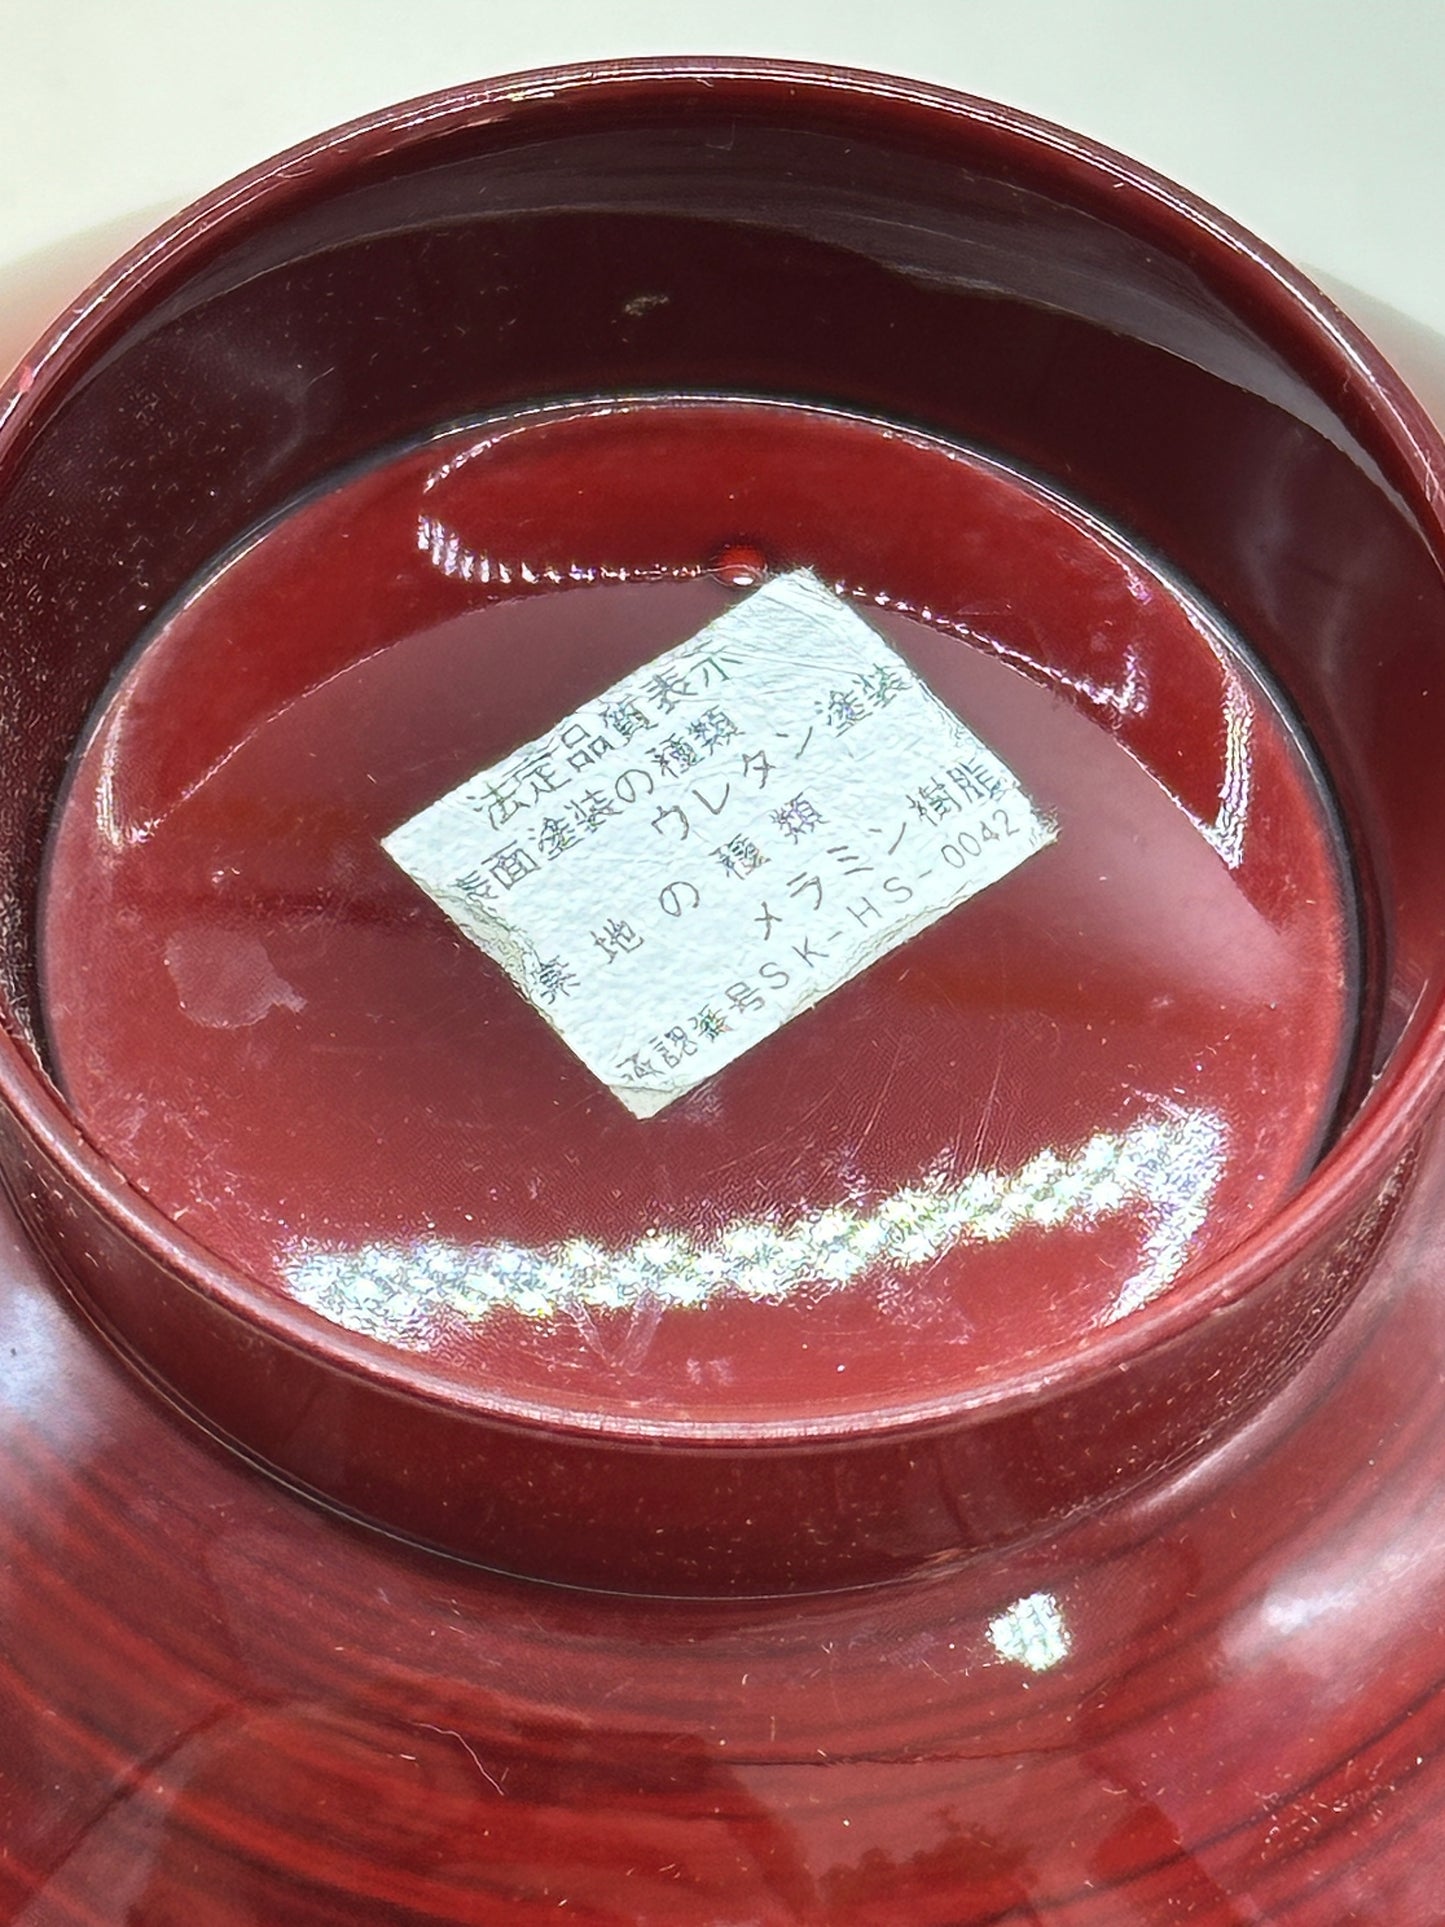 法定品質表示
表面塗装の種類
ウレタン塗装
素地の種類
メラミン樹脂
承認番号SK-HS-0042